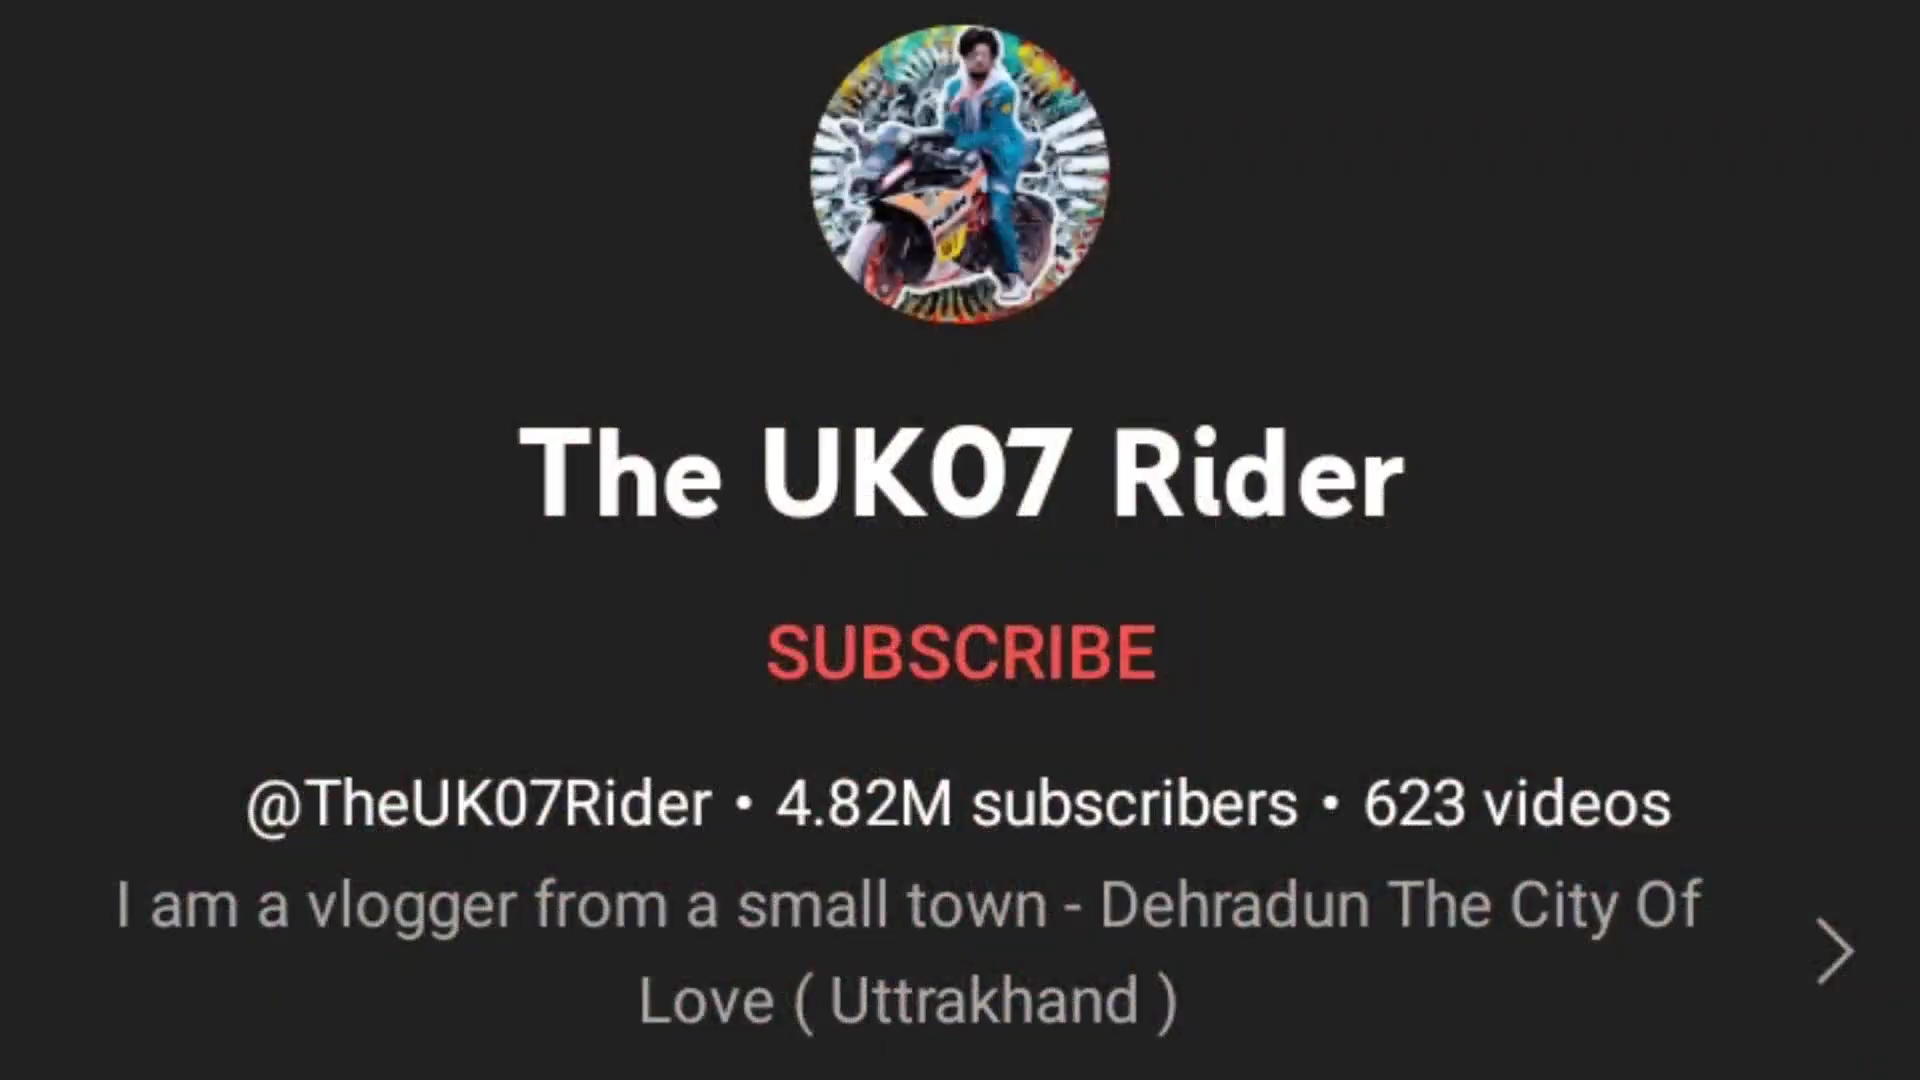 The UK07 Rider
SUBSCRIBE
@TheUK07Rider • 4.82M subscribers • 623 videos
I am a vlogger from a small town - Dehradun The City Of
Love ( Uttrakhand )